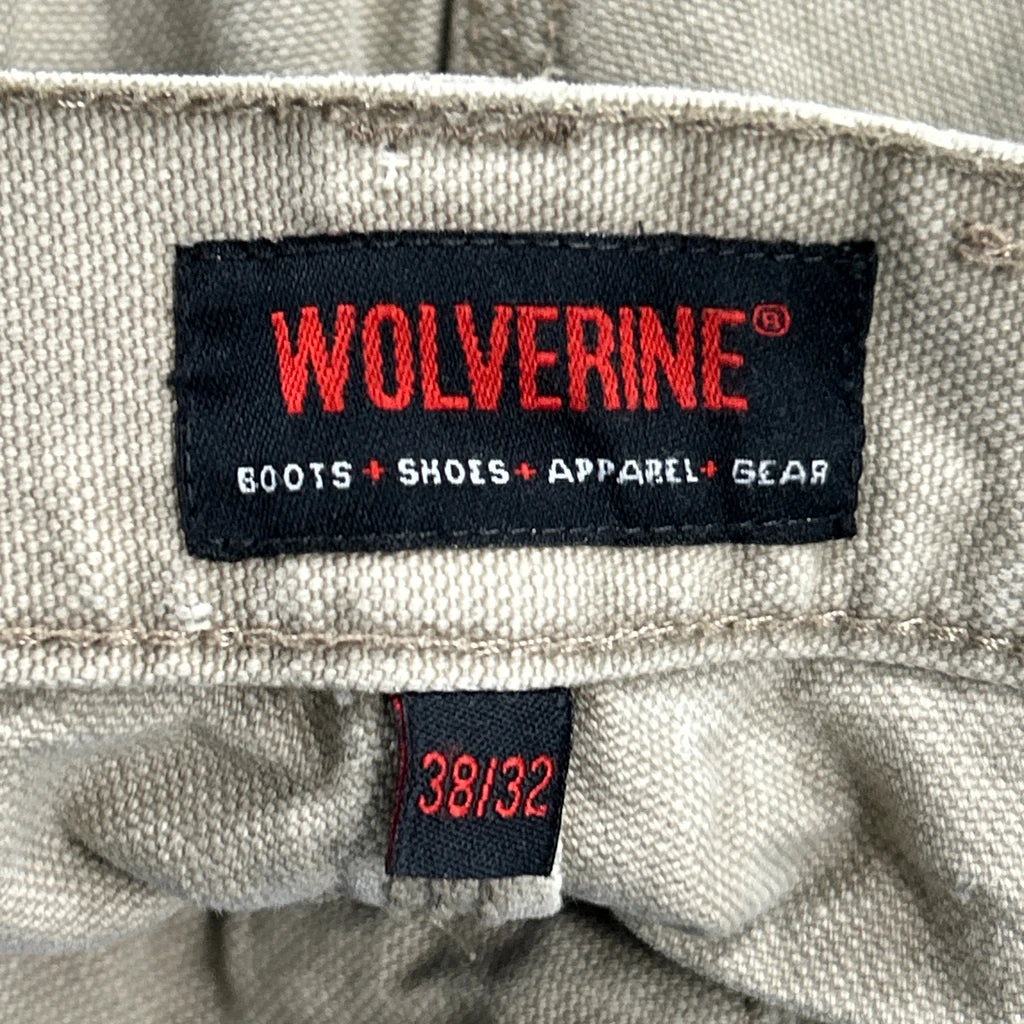 WOLVERINE®
BOOTS + SHOES + APPAREL + GEAR
38/32